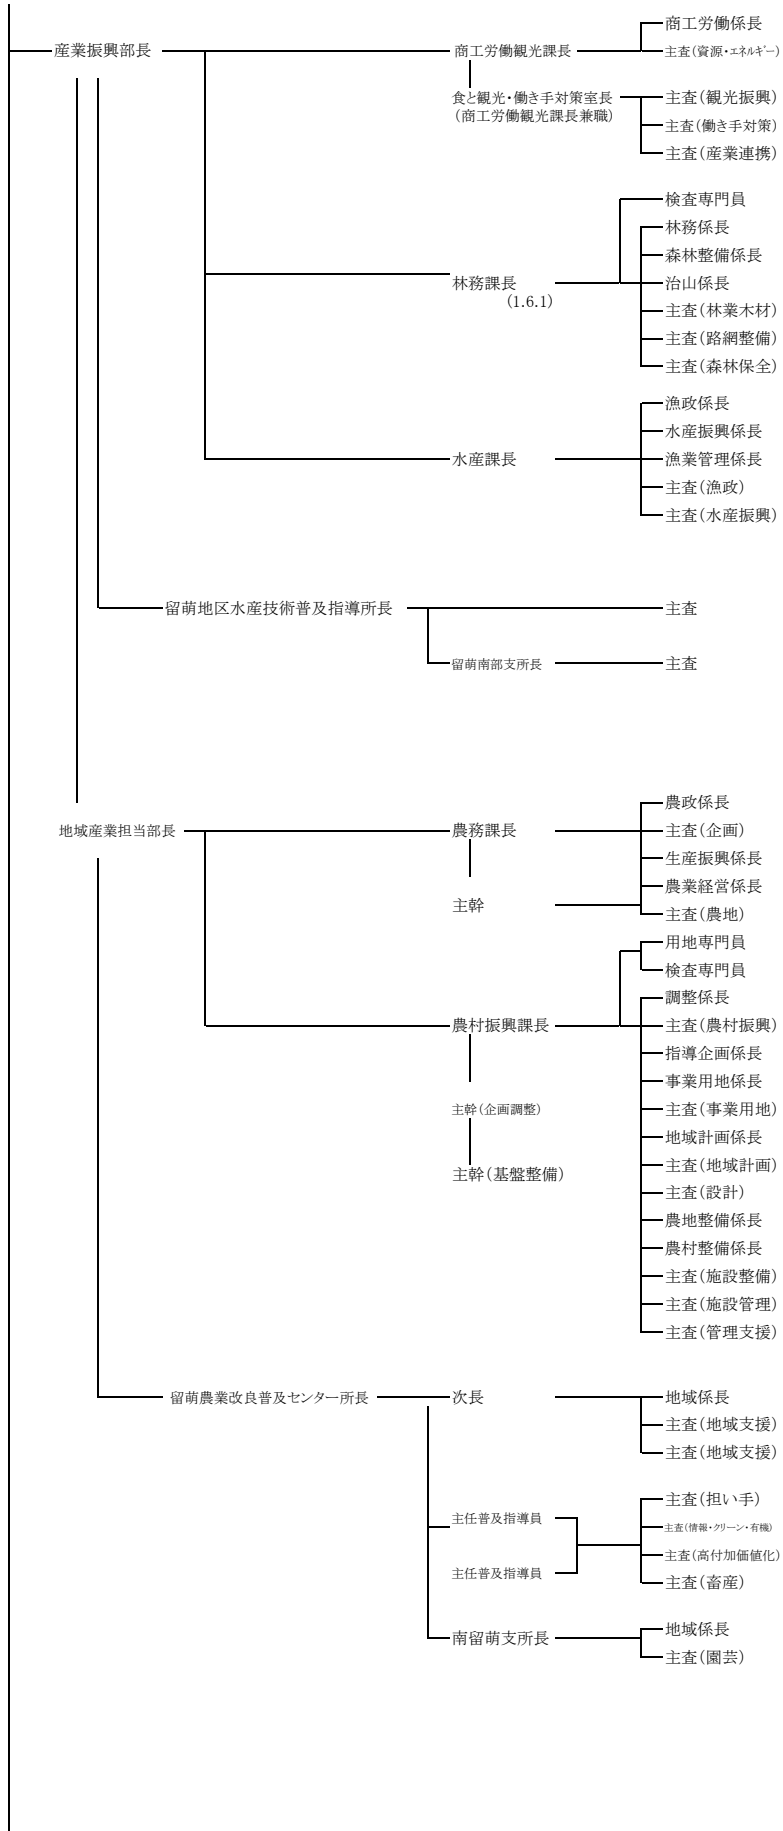 商工労働係長
産業振興部長 商工労働観光課長 主査(資源・エネルギー)
食と観光・働き手対策室長 主査(観光振興)
(商工労働観光課長兼職)
主査(働き手対策)
主査(産業連携)
検査専門員
林務係長
森林整備係長
林務課長 治山係長
(1.6.1)
主査(林業木材)
主査(路網整備)
主査(森林保全)
漁政係長
水産振興係長
水産課長 漁業管理係長
主査(漁政)
主査(水産振興)
留萌地区水産技術普及指導所長 主査
留萌南部支所長 主査
農政係長
地域産業担当部長 農務課長 主査(企画)
生産振興係長
農業経営係長
主幹
主査(農地)
用地専門員
検査専門員
調整係長
農村振興課長 主査(農村振興)
指導企画係長
事業用地係長
主幹(企画調整) 主査(事業用地)
地域計画係長
主査(地域計画)
主幹(基盤整備)
主査(設計)
農地整備係長
農村整備係長
主査(施設整備)
主査(施設管理)
主査(管理支援)
留萌農業改良普及センター所長 次長 地域係長
主査(地域支援)
主査(地域支援)
主査(担い手)
主任普及指導員
主査(情報・クリーン・有機)
主査(高付加価値化)
主任普及指導員
主査(畜産)
地域係長
南留萌支所長
主査(園芸)